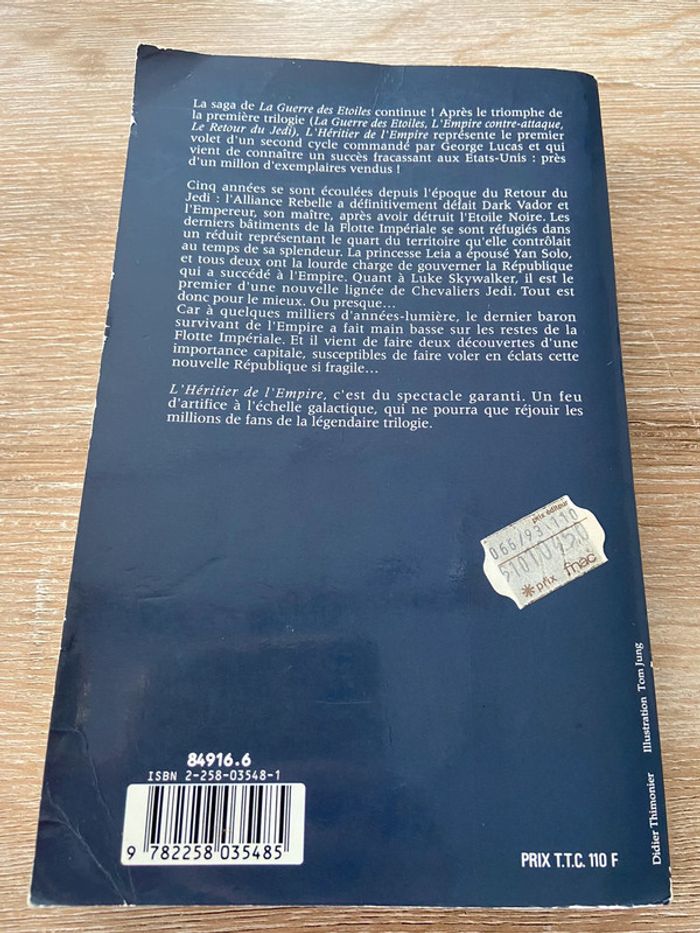 La saga de La Guerre des Etoiles continue ! Après le triomphe de
la première trilogie (La Guerre des Etoiles, L'Empire contre-attaque,
Le Retour du Jedi), L'Héritier de l'Empire représente le premier
volet d'un second cycle commandé par George Lucas et qui
vient de connaître un succès fracassant aux Etats-Unis : près
d'un millon d'exemplaires vendus !
Cinq années se sont écoulées depuis l'époque du Retour du
Jedi : l'Alliance Rebelle a définitivement défait Dark Vador et
l'Empereur, son maître, après avoir détruit l'Etoile Noire. Les
derniers bâtiments de la Flotte Impériale se sont réfugiés dans
un réduit représentant le quart du territoire qu'elle contrôlait
au temps de sa splendeur. La princesse Leia a épousé Yan Solo,
et tous deux ont la lourde charge de gouverner la République
qui a succédé à l'Empire. Quant à Luke Skywalker, il est le
premier d'une nouvelle lignée de Chevaliers Jedi. Tout est
donc pour le mieux. Ou presque...
Car à quelques milliers d'années-lumière, le dernier baron
survivant de l'Empire a fait main basse sur les restes de la
Flotte Impériale. Et il vient de faire deux découvertes d'une
importance capitale, susceptibles de faire voler en éclats cette
nouvelle République si fragile...
L'Héritier de l'Empire, c'est du spectacle garanti. Un feu
d'artifice à l'échelle galactique, qui ne pourra que réjouir les
millions de fans de la légendaire trilogie.
prix éditeur
066/93.110
prix fnac
Didier Thimonier Illustration Tom Jung
84916.6
ISBN 2-258-03548-1
9 782258 035485
PRIX T.T.C. 110 F